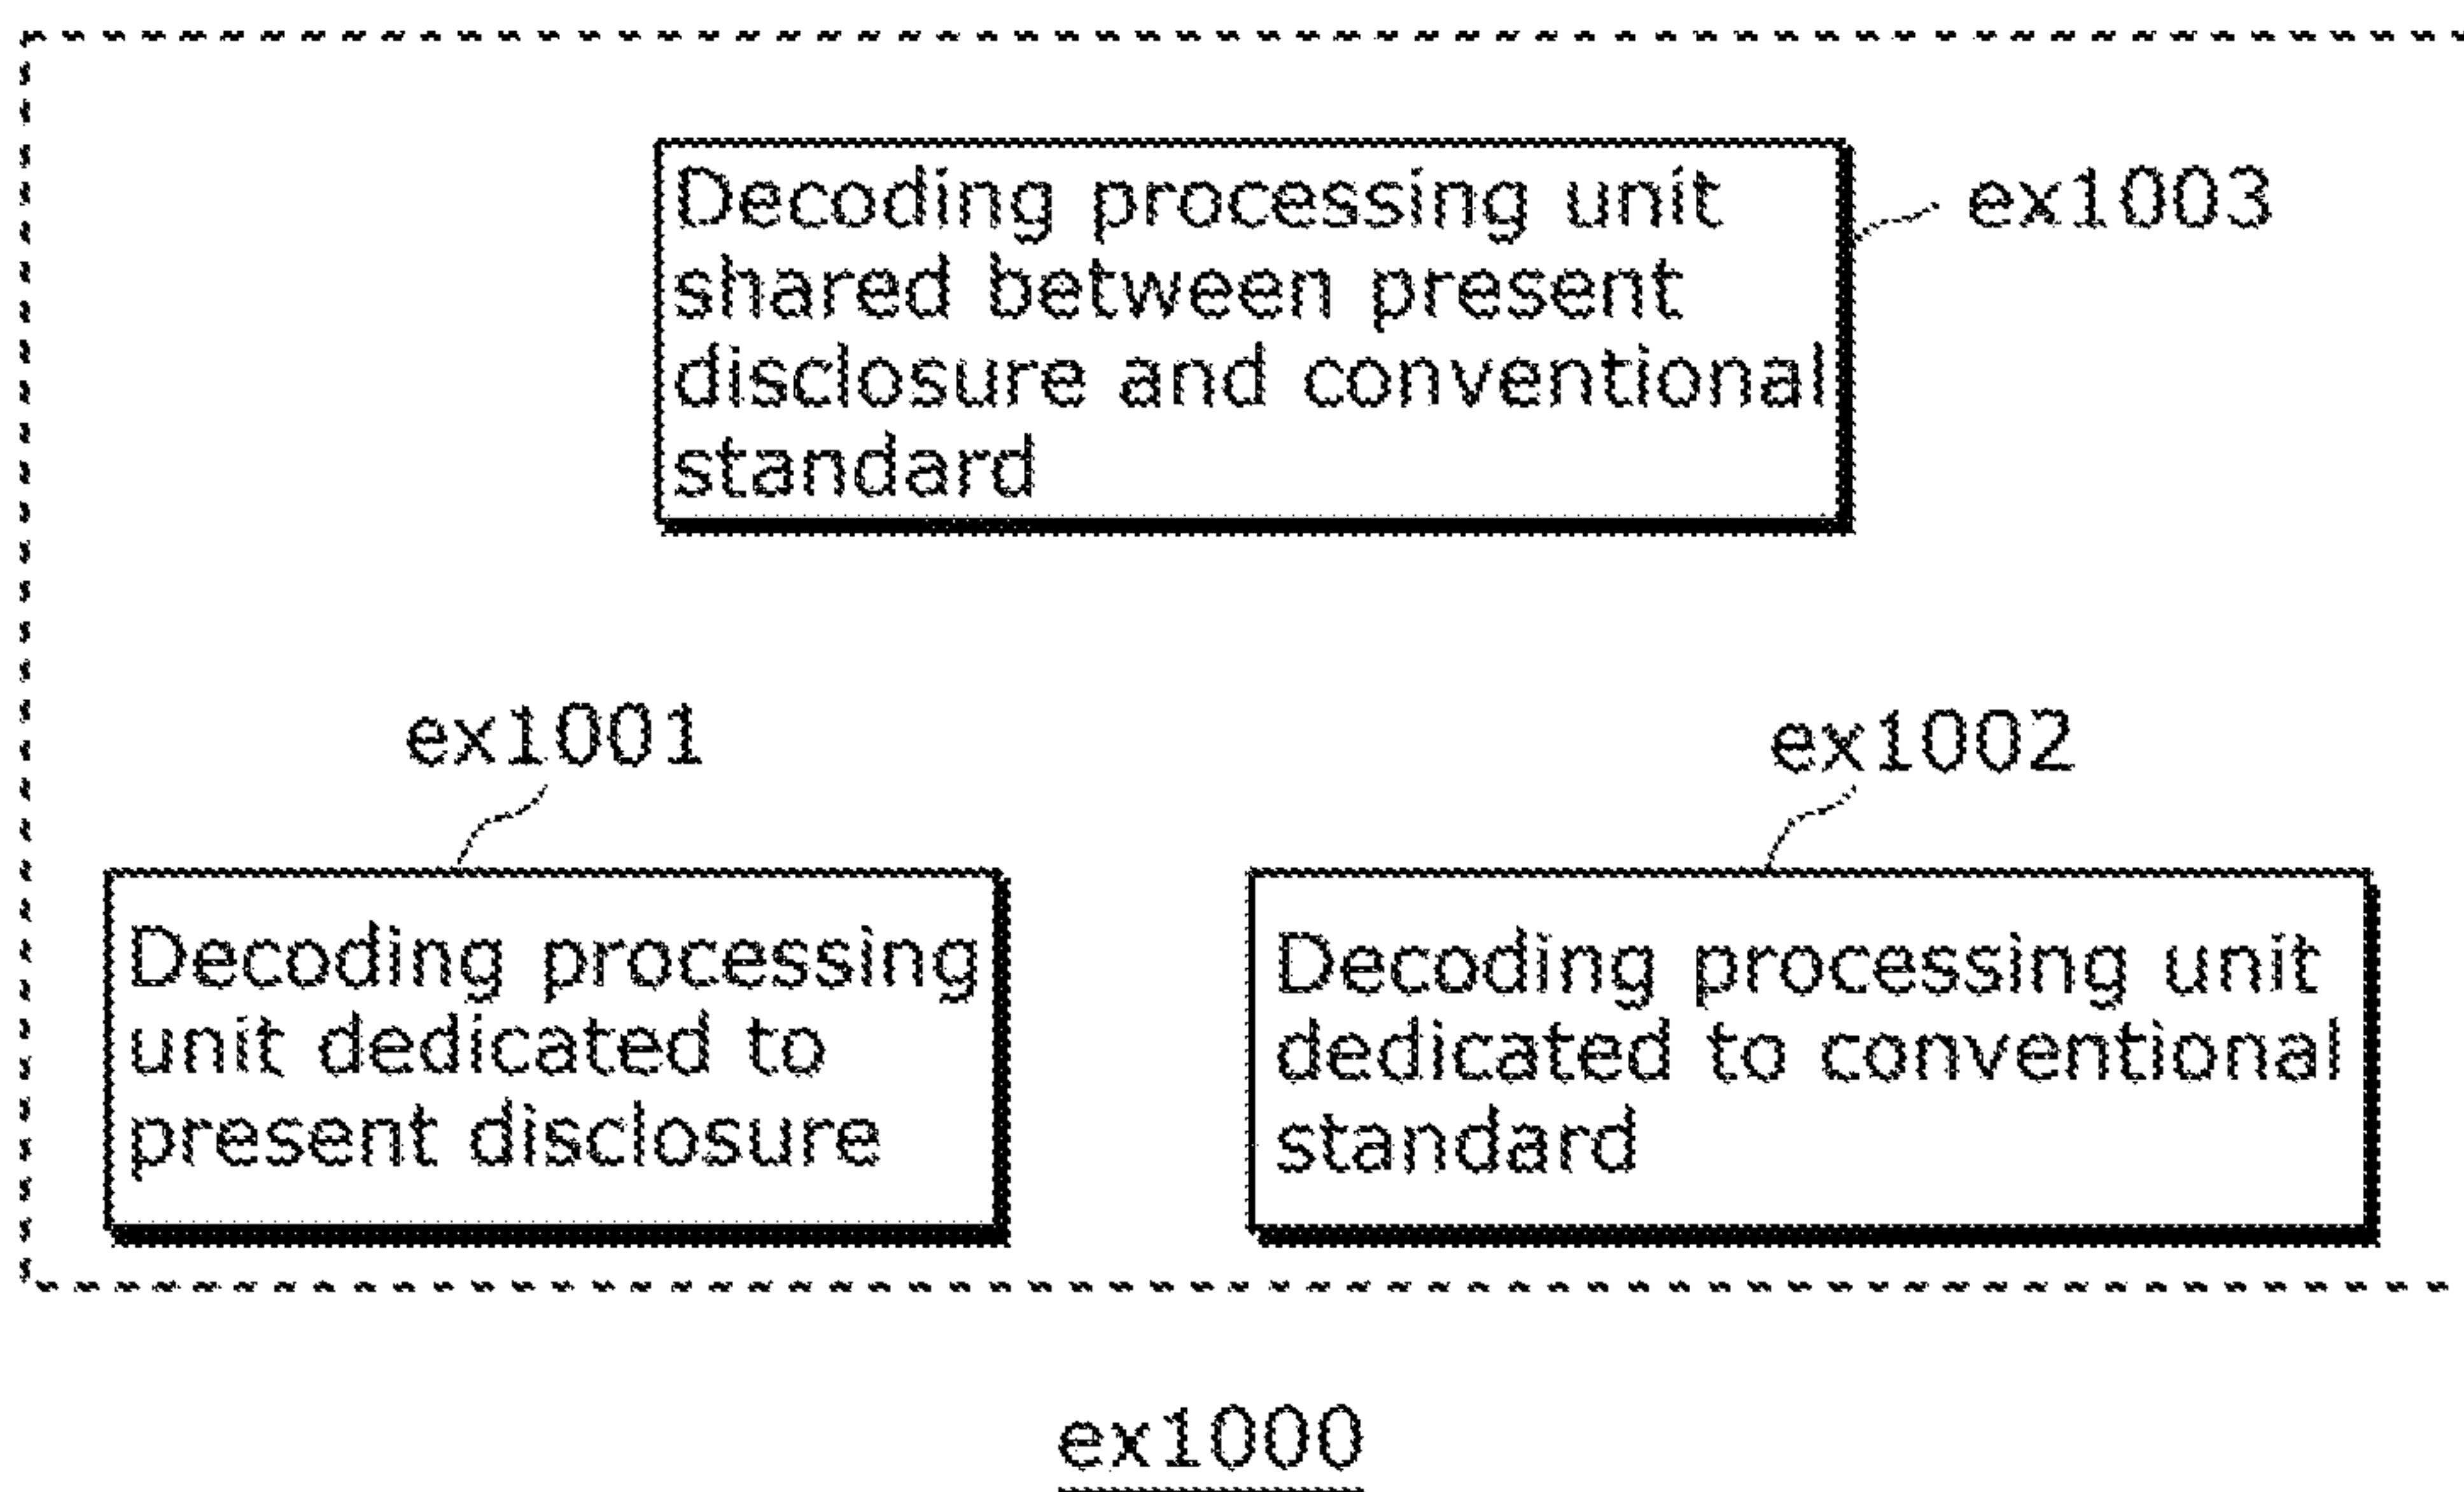 Decoding processing unit
shared between present
disclosure and conventional
standard
ex1003
ex1001
ex1002
Decoding processing
unit dedicated to
present disclosure
Decoding processing unit
dedicated to conventional
standard
ex1000